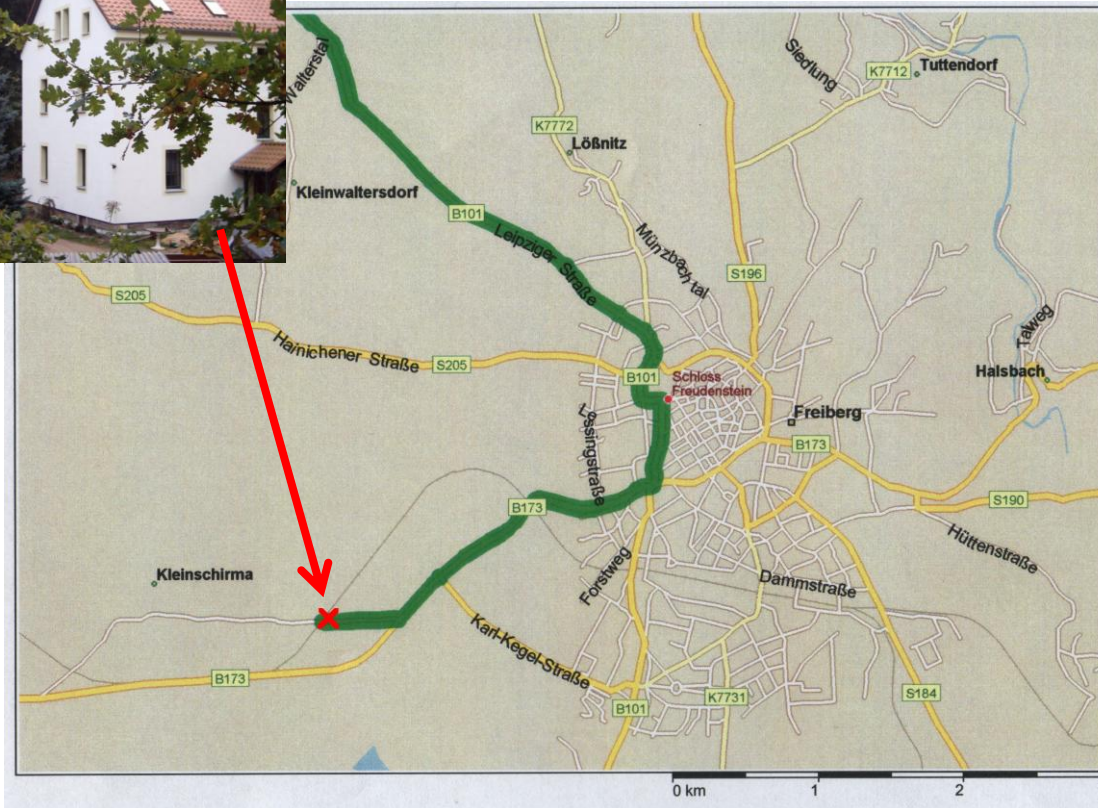 Walterstal
Siedlung
K7712
Tuttendorf
K7772
Lößnitz
Kleinwaltersdorf
B101
Leipziger Straße
Münzbachtal
S196
S205
Hainichener Straße
S205
B101
Schloss
Freudenstein
Talweg
Halsbach
Lessingstraße
Freiberg
B173
B173
S190
Hüttenstraße
Kleinschirma
Forstweg
Dammstraße
Karl-Kegel-Straße
B173
B101
K7731
S184
0 km
1
2